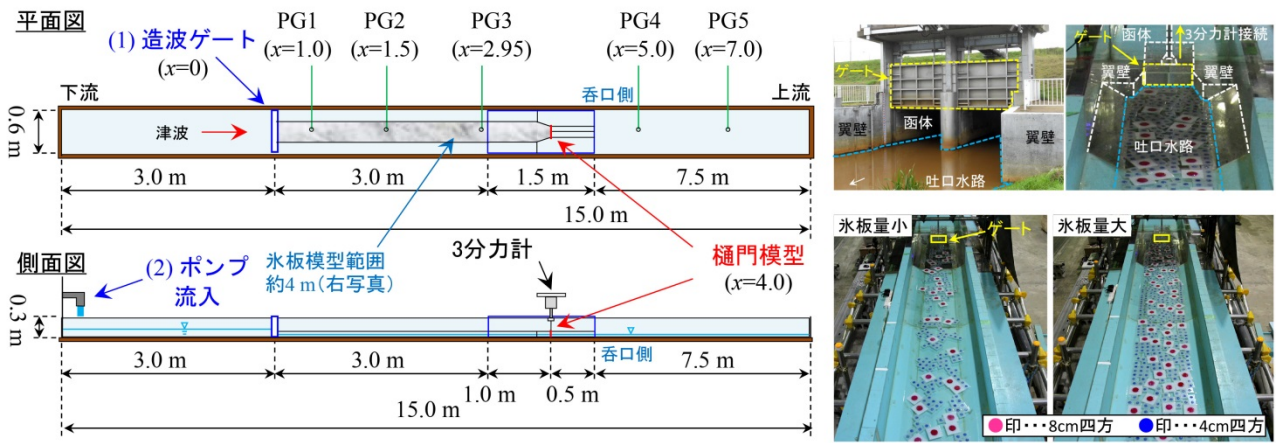 平面図
PG1
(x=1.0)
PG2
(x=1.5)
PG3
(x=2.95)
PG4
(x=5.0)
PG5
(x=7.0)
(1) 造波ゲート
(x=0)
下流
上流
呑口側
津波
0.6 m
3.0 m
3.0 m
1.5 m
7.5 m
15.0 m
側面図
(2) ポンプ
流入
氷板模型範囲
約4 m(右写真)
3分力計
樋門模型
(x=4.0)
0.3 m
呑口側
3.0 m
3.0 m
1.0 m
0.5 m
7.5 m
15.0 m
ゲート
函体
翼壁
翼壁
吐口水路
函体
3分力計接続
ゲート
翼壁
翼壁
吐口水路
氷板量小
ゲート
氷板量大
印・・・8cm四方
印・・・4cm四方